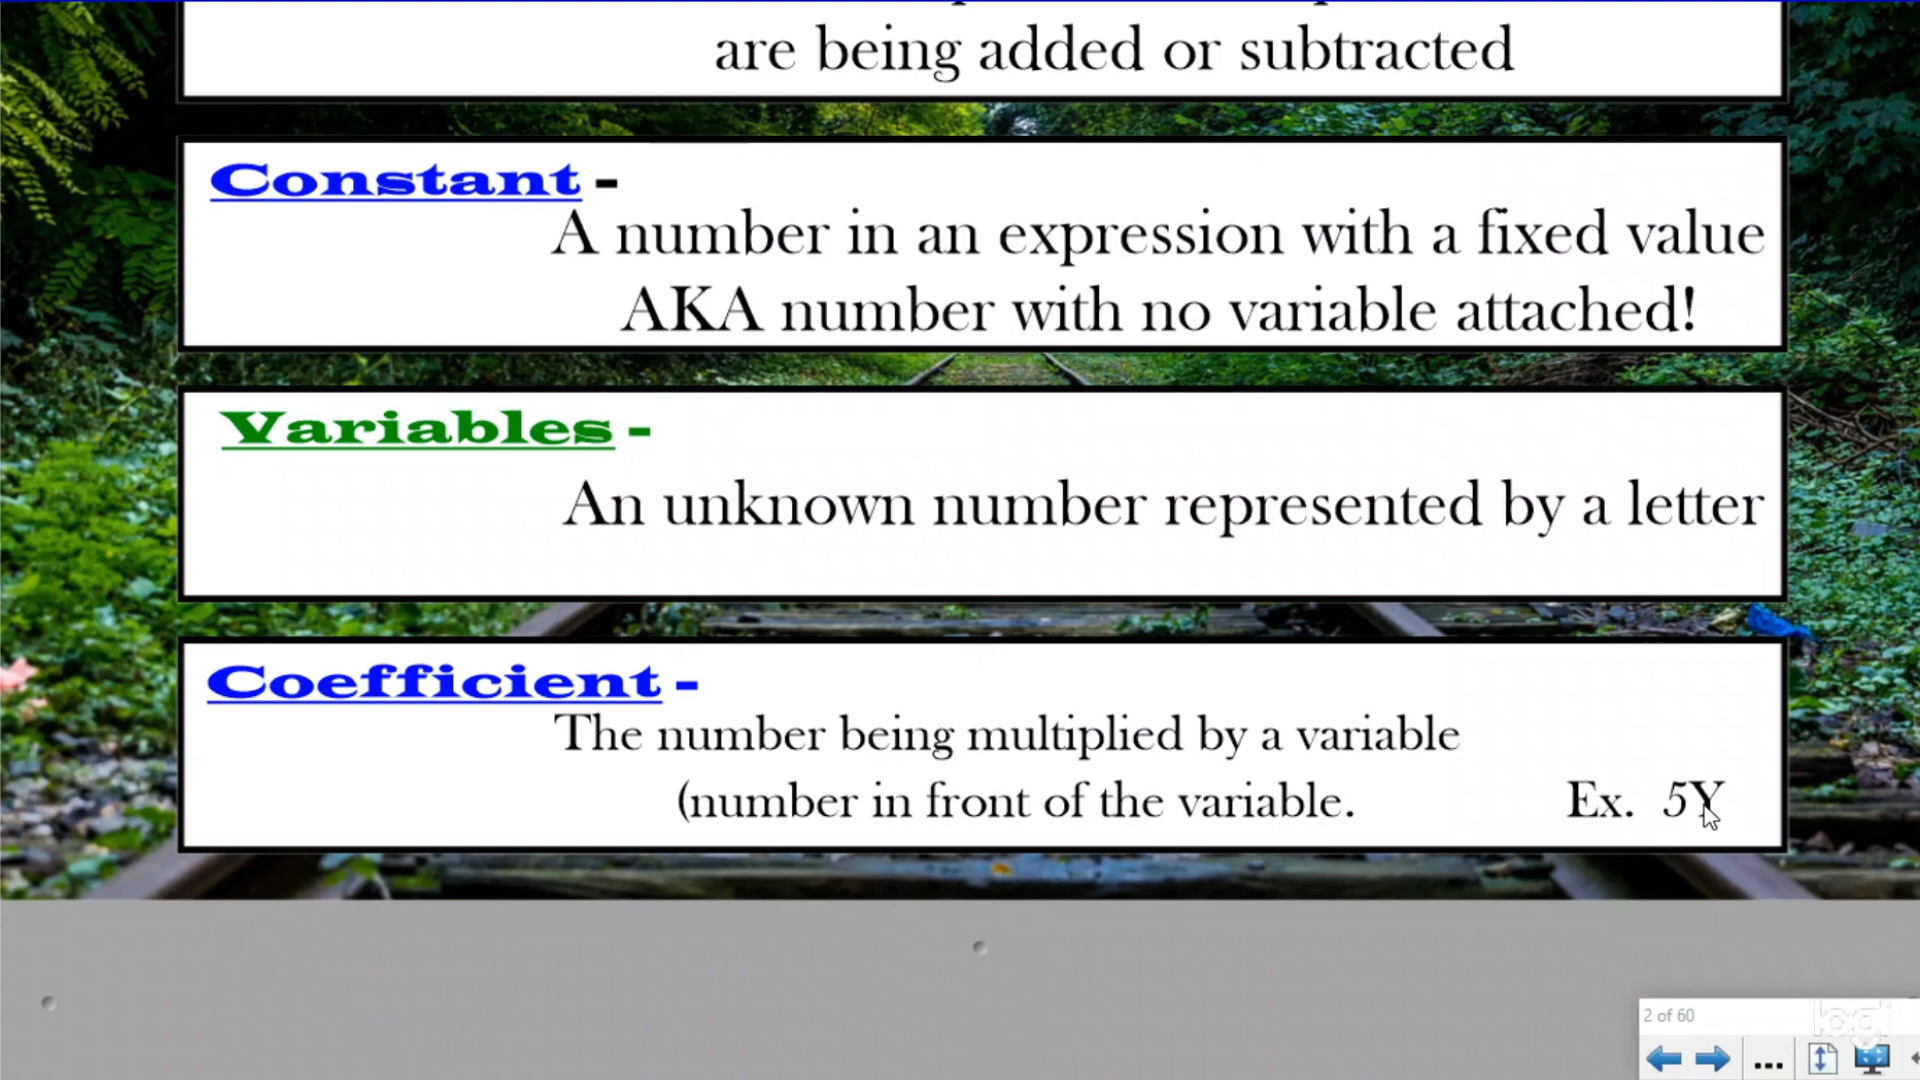 are being added or subtracted
Constant -
A number in an expression with a fixed value
AKA number with no variable attached!
Variables -
An unknown number represented by a letter
Coefficient -
The number being multiplied by a variable
(number in front of the variable. Ex. 5Y
2 of 60
logi
...